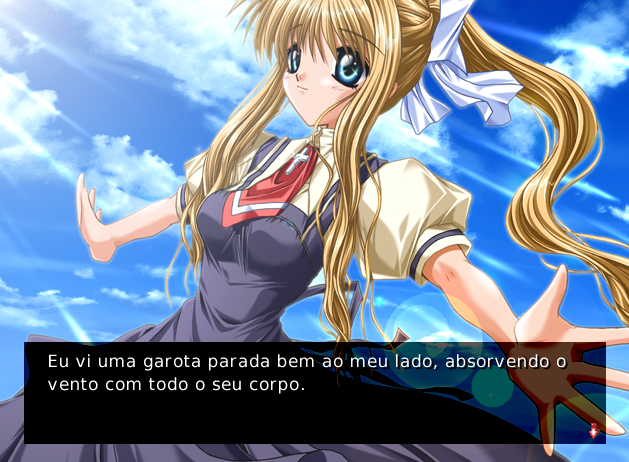 Eu vi uma garota parada bem ao meu lado, absorvendo o
vento com todo o seu corpo.